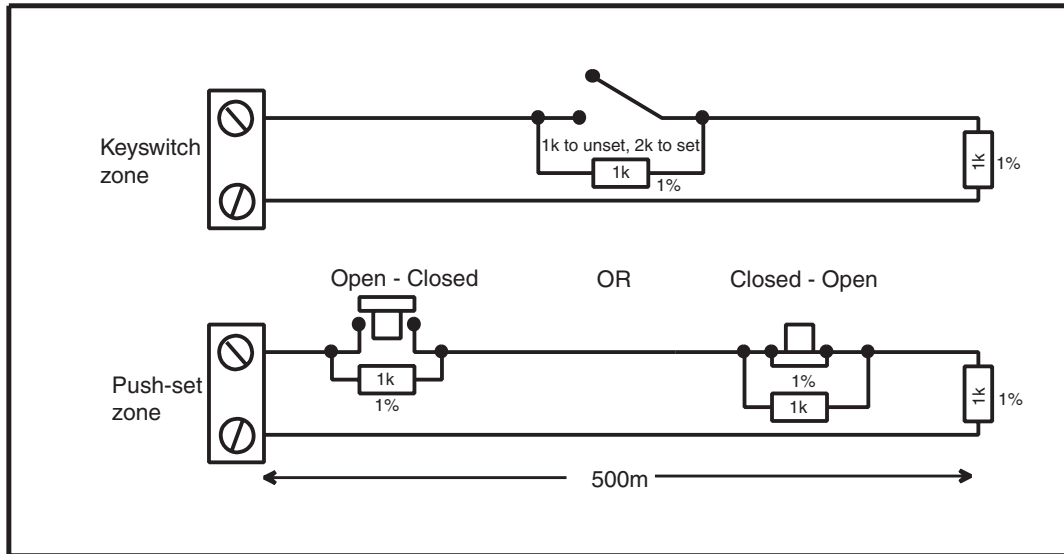 Keyswitch
zone
1k to unset, 2k to set
1k
1%
1k
1%
Open - Closed
OR
Closed - Open
Push-set
zone
1k
1%
1%
1k
1k
1%
500m